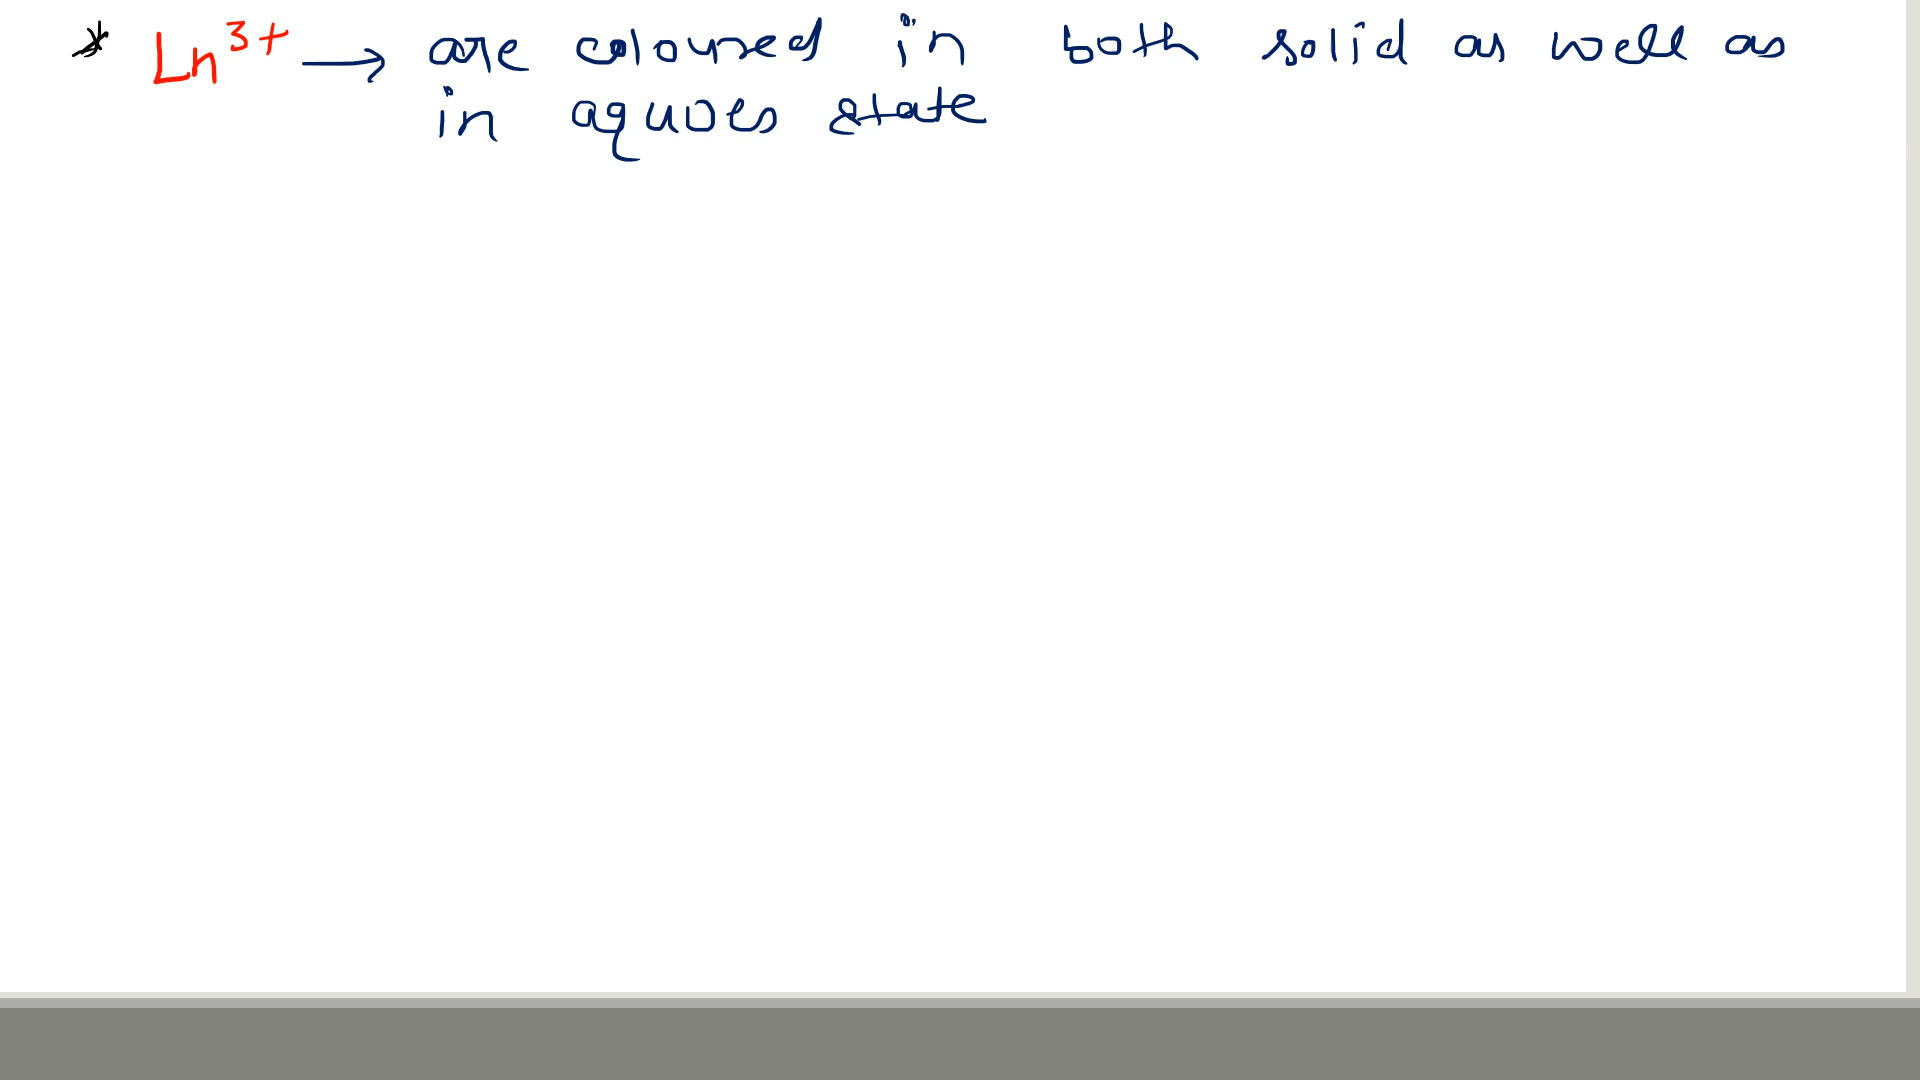 * Ln³⁺ → are coloured in both solid as well as
in aquoes state